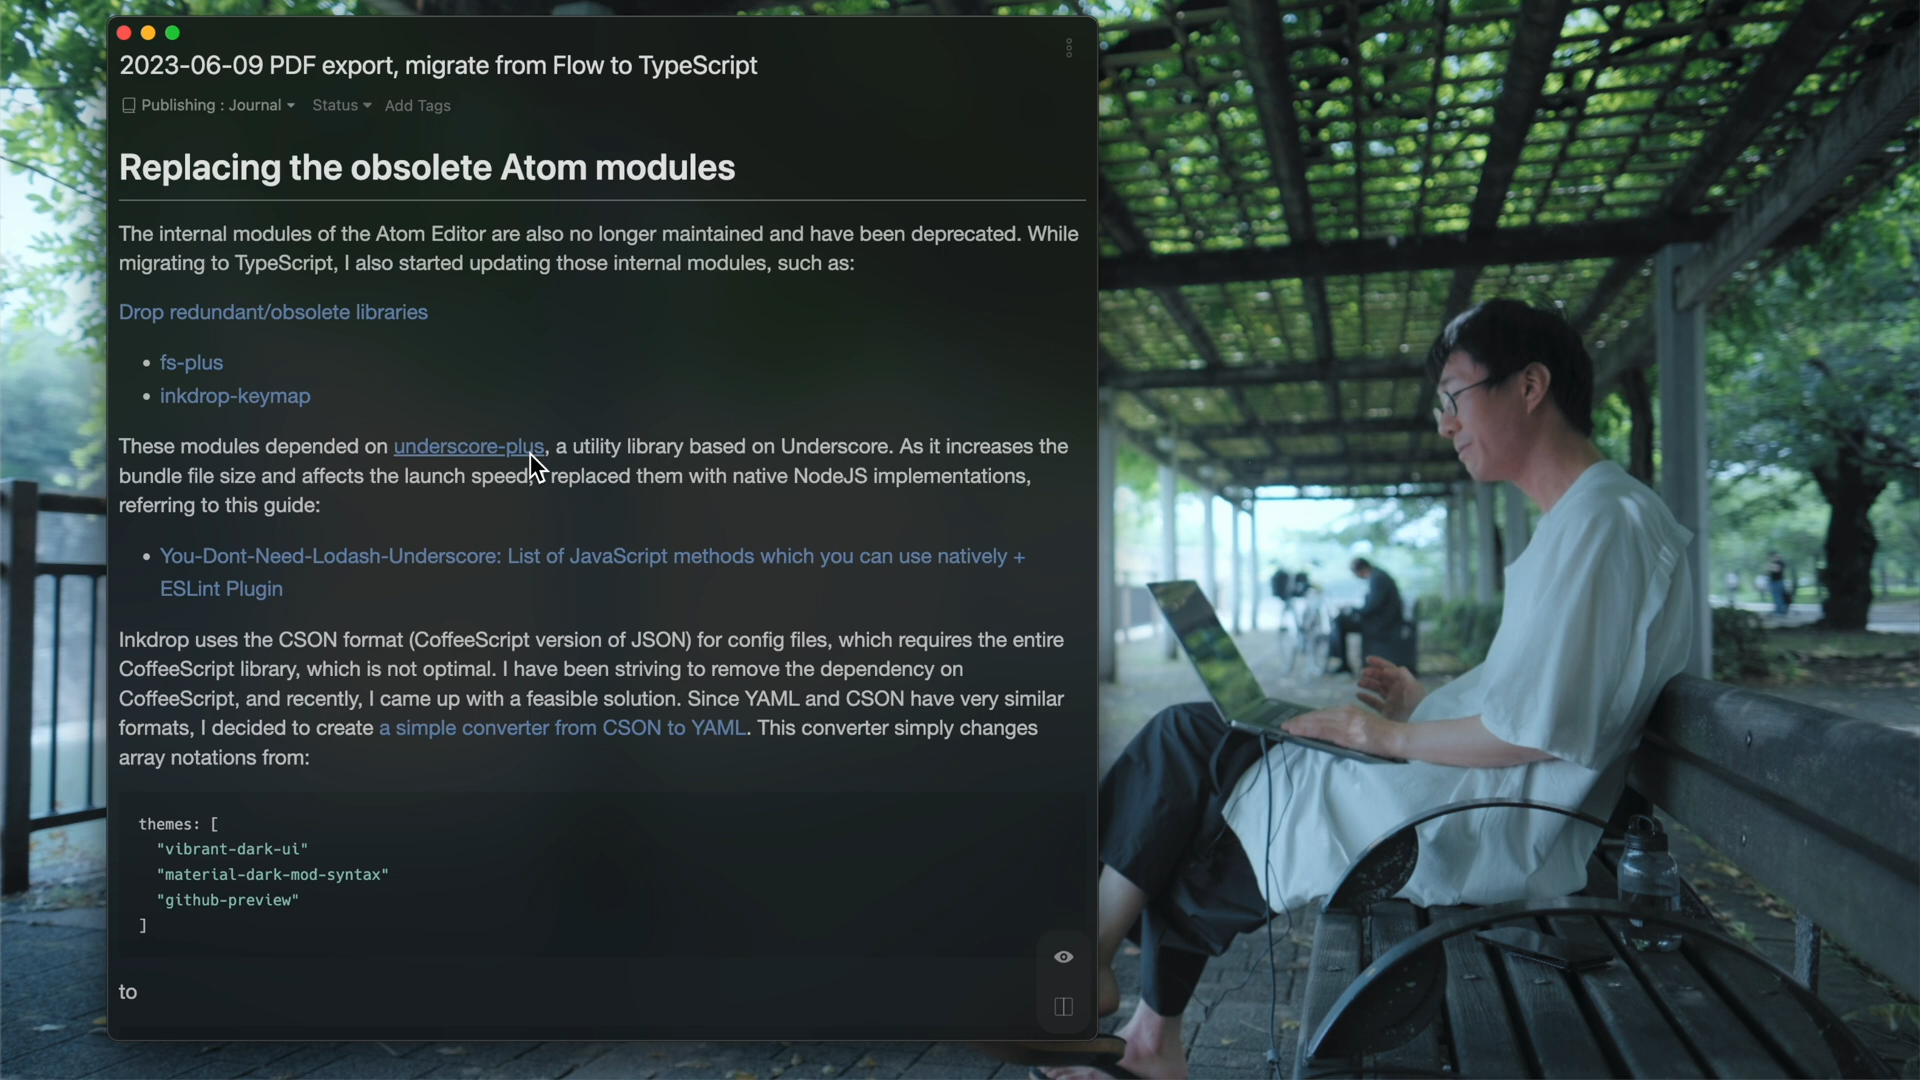 2023-06-09 PDF export, migrate from Flow to TypeScript
Publishing : Journal Status Add Tags
Replacing the obsolete Atom modules
The internal modules of the Atom Editor are also no longer maintained and have been deprecated. While
migrating to TypeScript, I also started updating those internal modules, such as:
Drop redundant/obsolete libraries
• fs-plus
• inkdrop-keymap
These modules depended on underscore-plus, a utility library based on Underscore. As it increases the
bundle file size and affects the launch speed, replaced them with native NodeJS implementations,
referring to this guide:
• You-Dont-Need-Lodash-Underscore: List of JavaScript methods which you can use natively +
ESLint Plugin
Inkdrop uses the CSON format (CoffeeScript version of JSON) for config files, which requires the entire
CoffeeScript library, which is not optimal. I have been striving to remove the dependency on
CoffeeScript, and recently, I came up with a feasible solution. Since YAML and CSON have very similar
formats, I decided to create a simple converter from CSON to YAML. This converter simply changes
array notations from:
themes: [
"vibrant-dark-ui"
"material-dark-mod-syntax"
"github-preview"
]
to